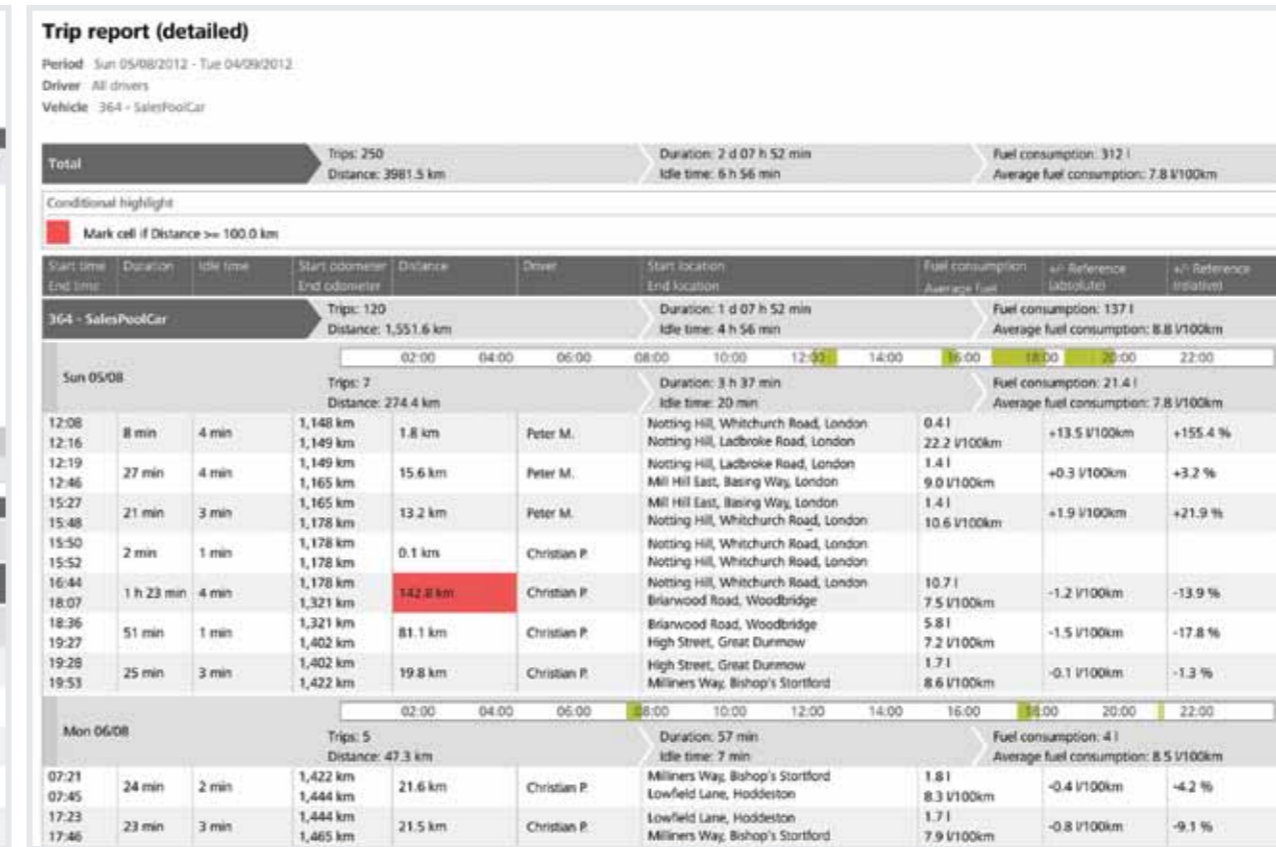 Trip report (detailed)
Period Sun 05/08/2012 - Tue 04/09/2012
Driver All drivers
Vehicle 364 - SalesPoolCar
Total Trips: 250 Duration: 2 d 07 h 52 min Fuel consumption: 312 l
Distance: 3981.5 km Idle time: 6 h 56 min Average fuel consumption: 7.8 l/100km
Conditional highlight
Mark cell if Distance >= 100.0 km
Start time Duration Idle time Start odometer Distance Driver Start location Fuel consumption +/- Reference +/- Reference
End time End odometer End location Average fuel (absolute) (relative)
364 - SalesPoolCar Trips: 120 Duration: 1 d 07 h 52 min Fuel consumption: 137 l
Distance: 1,551.6 km Idle time: 4 h 56 min Average fuel consumption: 8.8 l/100km
02:00 04:00 06:00 08:00 10:00 12:00 14:00 16:00 18:00 20:00 22:00
Sun 05/08 Trips: 7 Duration: 3 h 37 min Fuel consumption: 21.4 l
Distance: 274.4 km Idle time: 20 min Average fuel consumption: 7.8 l/100km
12:08 8 min 4 min 1,148 km 1.8 km Peter M. Notting Hill, Whitchurch Road, London 0.4 l +13.5 l/100km +155.4 %
12:16 1,149 km Notting Hill, Ladbroke Road, London 22.2 l/100km
12:19 27 min 4 min 1,149 km 15.6 km Peter M. Notting Hill, Ladbroke Road, London 1.4 l +0.3 l/100km +3.2 %
12:46 1,165 km Mill Hill East, Basing Way, London 9.0 l/100km
15:27 21 min 3 min 1,165 km 13.2 km Peter M. Mill Hill East, Basing Way, London 1.4 l +1.9 l/100km +21.9 %
15:48 1,178 km Notting Hill, Whitchurch Road, London 10.6 l/100km
15:50 2 min 1 min 1,178 km 0.1 km Christian P. Notting Hill, Whitchurch Road, London
15:52 1,178 km Notting Hill, Whitchurch Road, London
16:44 1 h 23 min 4 min 1,178 km 142.8 km Christian P. Notting Hill, Whitchurch Road, London 10.7 l -1.2 l/100km -13.9 %
18:07 1,321 km Briarwood Road, Woodbridge 7.5 l/100km
18:36 51 min 1 min 1,321 km 81.1 km Christian P. Briarwood Road, Woodbridge 5.8 l -1.5 l/100km -17.8 %
19:27 1,402 km High Street, Great Dunmow 7.2 l/100km
19:28 25 min 3 min 1,402 km 19.8 km Christian P. High Street, Great Dunmow 1.7 l -0.1 l/100km -1.3 %
19:53 1,422 km Milliners Way, Bishop's Stortford 8.6 l/100km
02:00 04:00 06:00 08:00 10:00 12:00 14:00 16:00 18:00 20:00 22:00
Mon 06/08 Trips: 5 Duration: 57 min Fuel consumption: 4 l
Distance: 47.3 km Idle time: 7 min Average fuel consumption: 8.5 l/100km
07:21 24 min 2 min 1,422 km 21.6 km Christian P. Milliners Way, Bishop's Stortford 1.8 l -0.4 l/100km -4.2 %
07:45 1,444 km Lowfield Lane, Hoddeston 8.3 l/100km
17:23 23 min 3 min 1,444 km 21.5 km Christian P. Lowfield Lane, Hoddeston 1.7 l -0.8 l/100km -9.1 %
17:46 1,465 km Milliners Way, Bishop's Stortford 7.9 l/100km